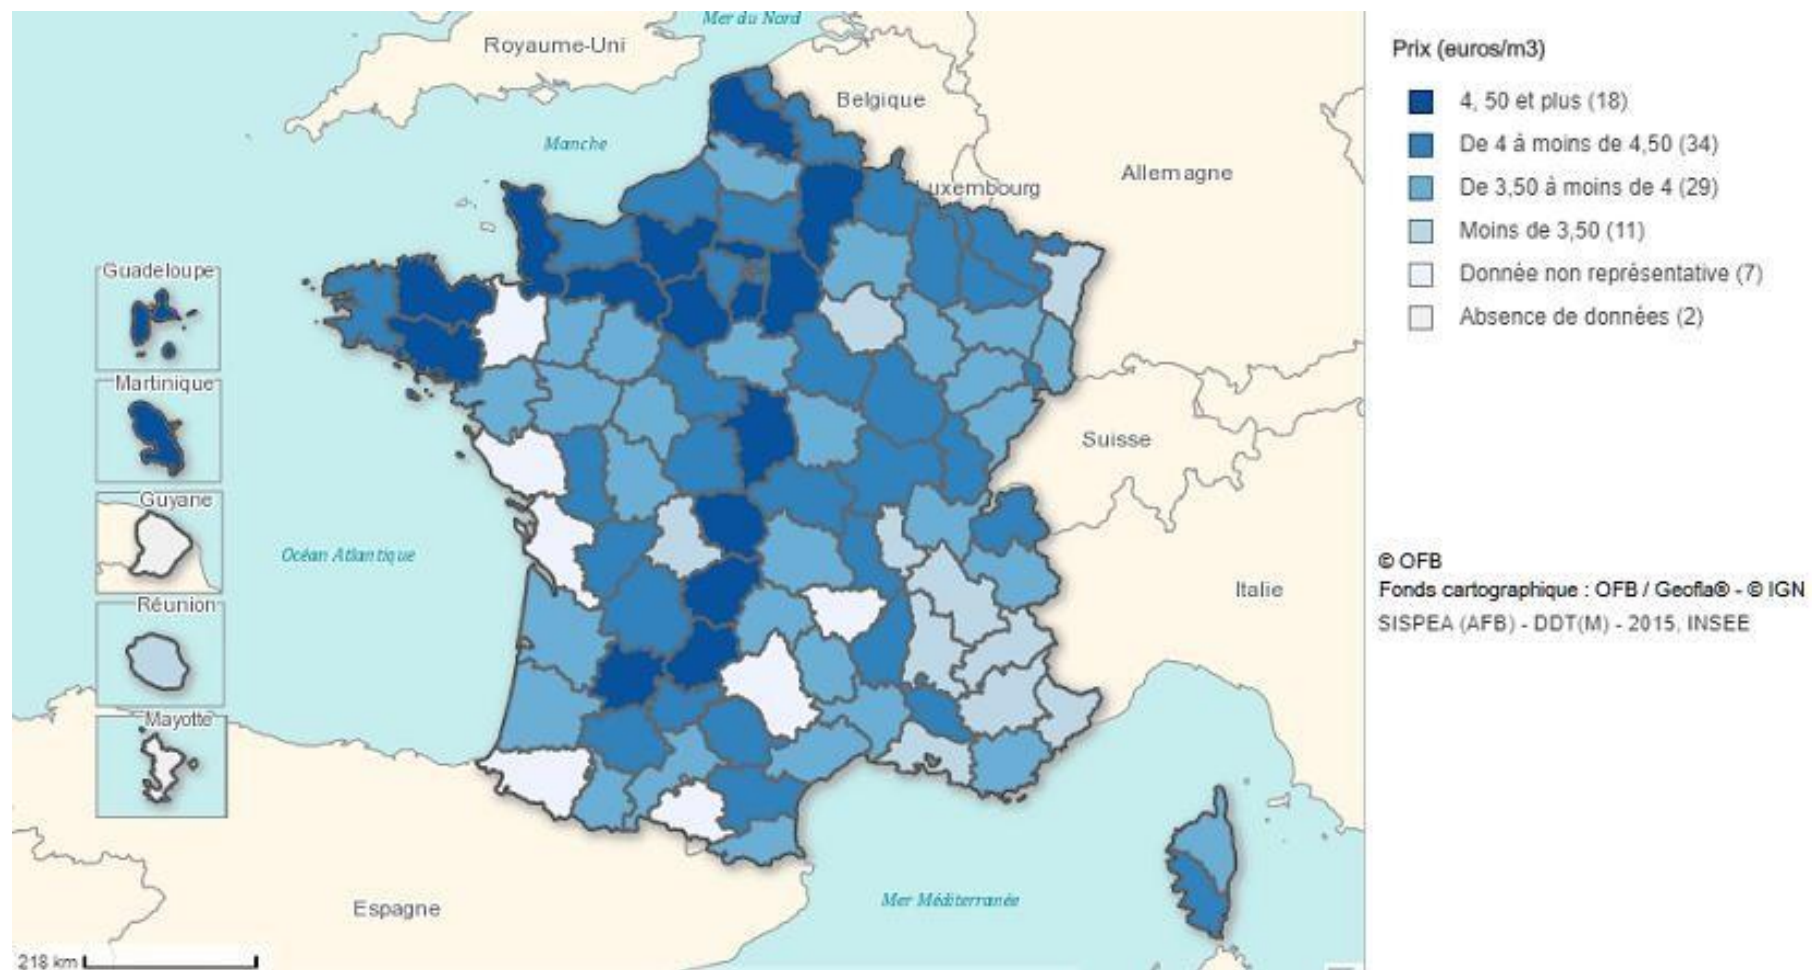 Mer du Nord
Royaume-Uni
Belgique
Manche
Allemagne
uxembourg
Guadeloupe
Martinique
Suisse
Guyane
Océan Atlantique
Italie
Réunion
Mayotte
Espagne
Mer Méditerranée
218 km
Prix (euros/m3)
4, 50 et plus (18)
De 4 à moins de 4,50 (34)
De 3,50 à moins de 4 (29)
Moins de 3,50 (11)
Donnée non représentative (7)
Absence de données (2)
© OFB
Fonds cartographique : OFB / Geofla® - © IGN
SISPEA (AFB) - DDT(M) - 2015, INSEE